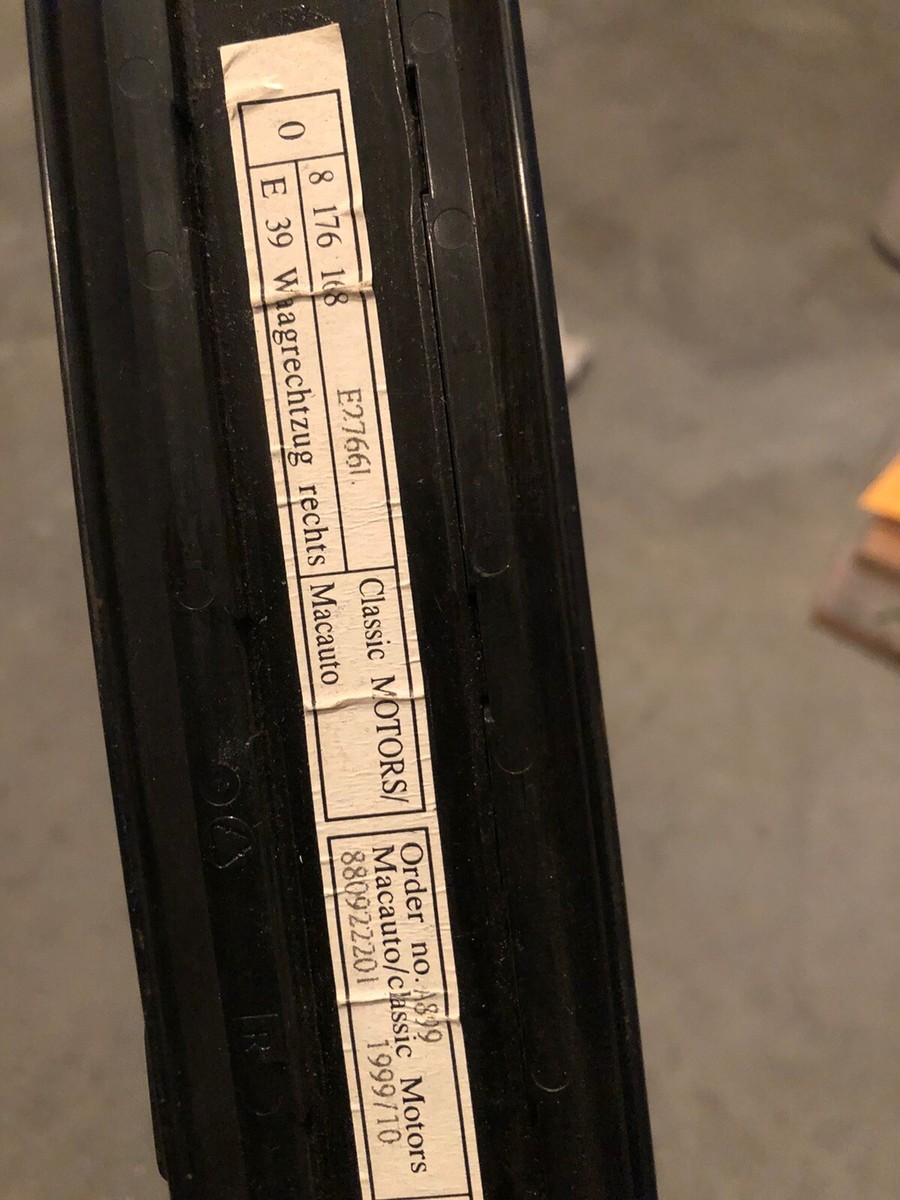 0
8 176 168
E27661.
E 39 Waagrechtzug rechts
Classic MOTORS/
Macauto
Order no. A899
Macauto/classic Motors
880922201 1999/10
R